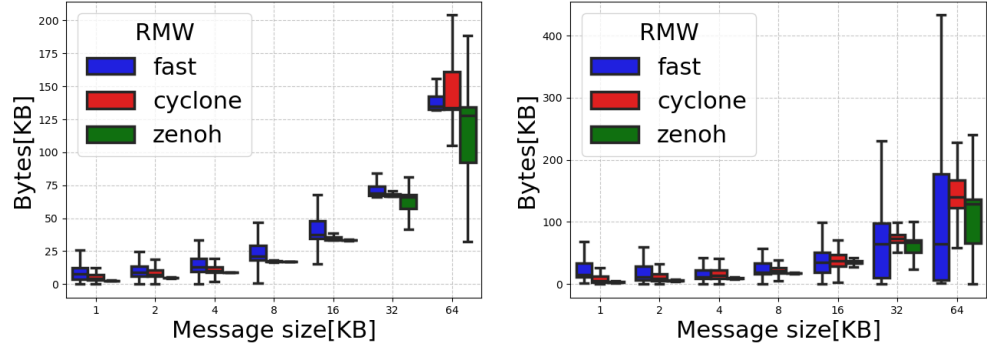 200
175
150
125
100
75
50
25
0
Bytes[KB]
RMW
fast
cyclone
zenoh
1 2 4 8 16 32 64
Message size[KB]
400
300
200
100
0
Bytes[KB]
RMW
fast
cyclone
zenoh
1 2 4 8 16 32 64
Message size[KB]